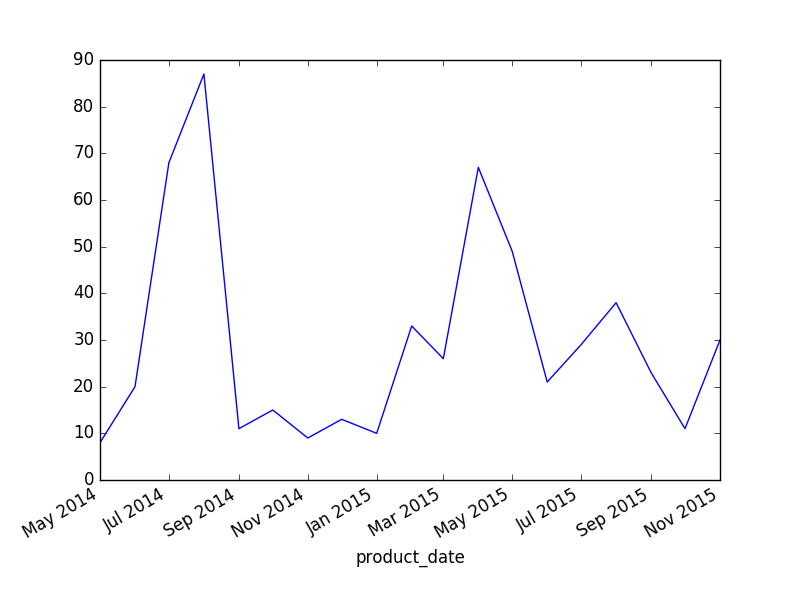 90
80
70
60
50
40
30
20
10
0
May 2014
Jul 2014
Sep 2014
Nov 2014
Jan 2015
Mar 2015
May 2015
Jul 2015
Sep 2015
Nov 2015
product_date